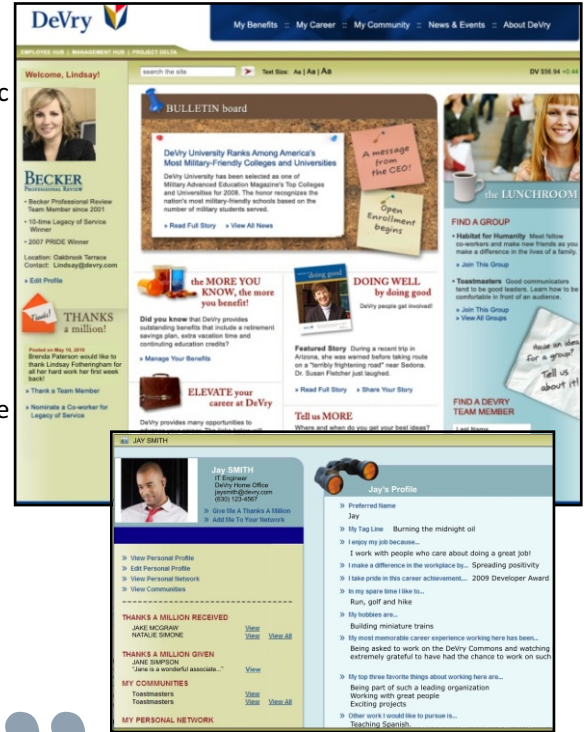 DeVry
My Benefits :: My Career :: My Community :: News & Events :: About DeVry
EMPLOYEE HUB | MANAGEMENT HUB | PROJECT DELTA
Welcome, Lindsay!
search the site
Text Size: Aa | Aa | Aa
DV $56.94 +0.44
c
BECKER
PROFESSIONAL REVIEW
• Becker Professional Review
Team Member since 2001
• 10-time Legacy of Service
Winner
• 2007 PRIDE Winner
Location: Oakbrook Terrace
Contact: Lindsay@devry.com
» Edit Profile
Thanks!
THANKS
a million!
Posted on May 10, 2010
Brenda Paterson would like to
thank Lindsay Fotheringham for
all her hard work her first week
back!
» Thank a Team Member
» Nominate a Co-worker for
Legacy of Service
e
BULLETIN board
DeVry University Ranks Among America's
Most Military-Friendly Colleges and Universities
DeVry University has been selected as one of
Military Advanced Education Magazine's Top Colleges
and Universities for 2008. The honor recognizes the
nation's most military-friendly schools based on the
number of military students served.
» Read Full Story » View All News
A message
from
the CEO!
Open
Enrollment
begins
the MORE YOU
KNOW, the more
you benefit!
Did you know that DeVry provides
outstanding benefits that include a retirement
savings plan, extra vacation time and
continuing education credits?
» Manage Your Benefits
ELEVATE your
career at DeVry
DeVry provides many opportunities to
doing good
DOING WELL
by doing good
DeVry people get involved!
Featured Story During a recent trip in
Arizona, she was warned before taking route
on a "terribly frightening road" near Sedona.
Dr. Susan Fletcher just laughed.
» Read Full Story » Share Your Story
Tell us MORE
Where and when do you get your best ideas?
the LUNCHROOM
FIND A GROUP
• Habitat for Humanity Meet fellow
co-workers and make new friends as you
make a difference in the lives of others.
» Join This Group
• Toastmasters Good communicators
tend to be good leaders. Learn how to be
comfortable in front of an audience.
» Join This Group
» View All Groups
Have an idea
for a group?
Tell us
about it!
FIND A DEVRY
TEAM MEMBER
Last Name
JAY SMITH
Jay SMITH
IT Engineer
DeVry Home Office
jaysmith@devry.com
(630) 123-4567
» Give Me A Thanks A Million
» Add Me To Your Network
» View Personal Profile
» Edit Personal Profile
» View Personal Network
» View Communities
THANKS A MILLION RECEIVED
JAKE MCGRAW View
NATALIE SIMONE View View All
THANKS A MILLION GIVEN
JANE SIMPSON
"Jane is a wonderful associate..." View
MY COMMUNITIES
Toastmasters View
Toastmasters View View All
MY PERSONAL NETWORK
Jay's Profile
» Preferred Name
Jay
» My Tag Line Burning the midnight oil
» I enjoy my job because...
I work with people who care about doing a great job!
» I make a difference in the workplace by... Spreading positivity
» I take pride in this career achievement.... 2009 Developer Award
» In my spare time I like to...
Run, golf and hike
» My hobbies are...
Building miniature trains
» My most memorable career experience working here has been...
Being asked to work on the DeVry Commons and watching
extremely grateful to have had the chance to work on such
» My top three favorite things about working here are...
Being part of such a leading organization
Working with great people
Exciting projects
» Other work I would like to pursue is...
Teaching Spanish.